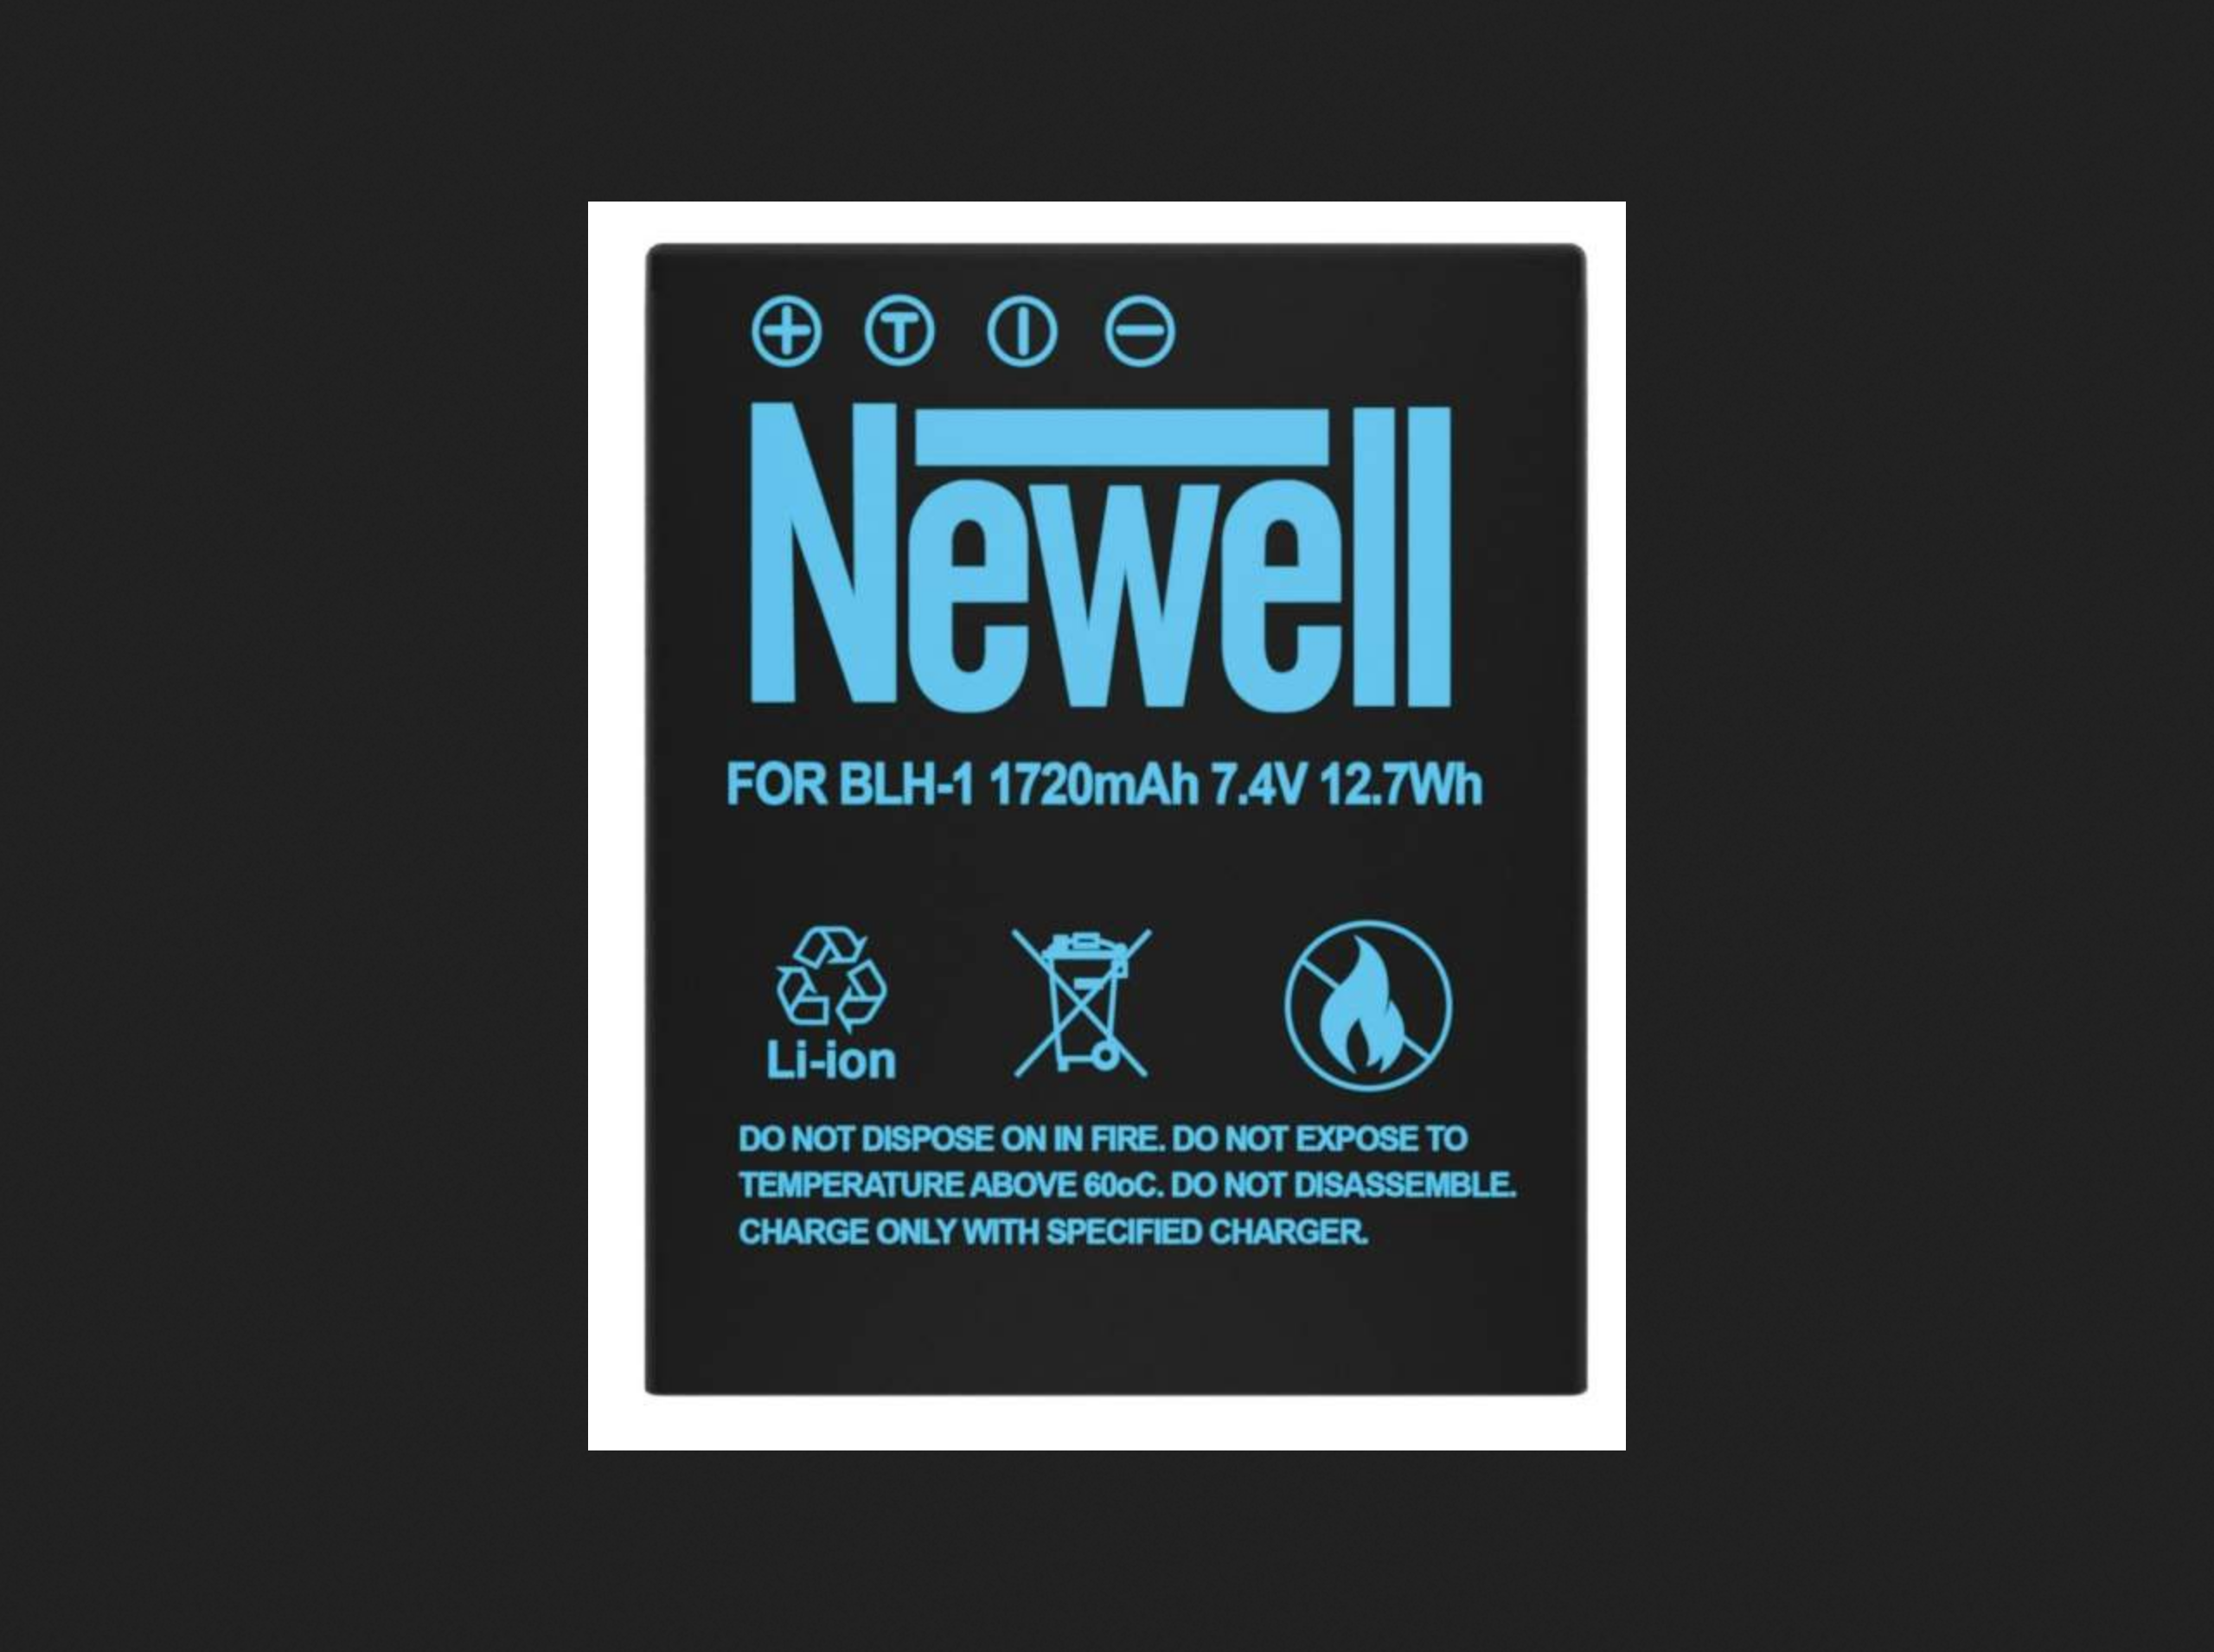 Newell
FOR BLH-1 1720mAh 7.4V 12.7Wh
Li-ion
DO NOT DISPOSE ON IN FIRE. DO NOT EXPOSE TO
TEMPERATURE ABOVE 60oC. DO NOT DISASSEMBLE.
CHARGE ONLY WITH SPECIFIED CHARGER.